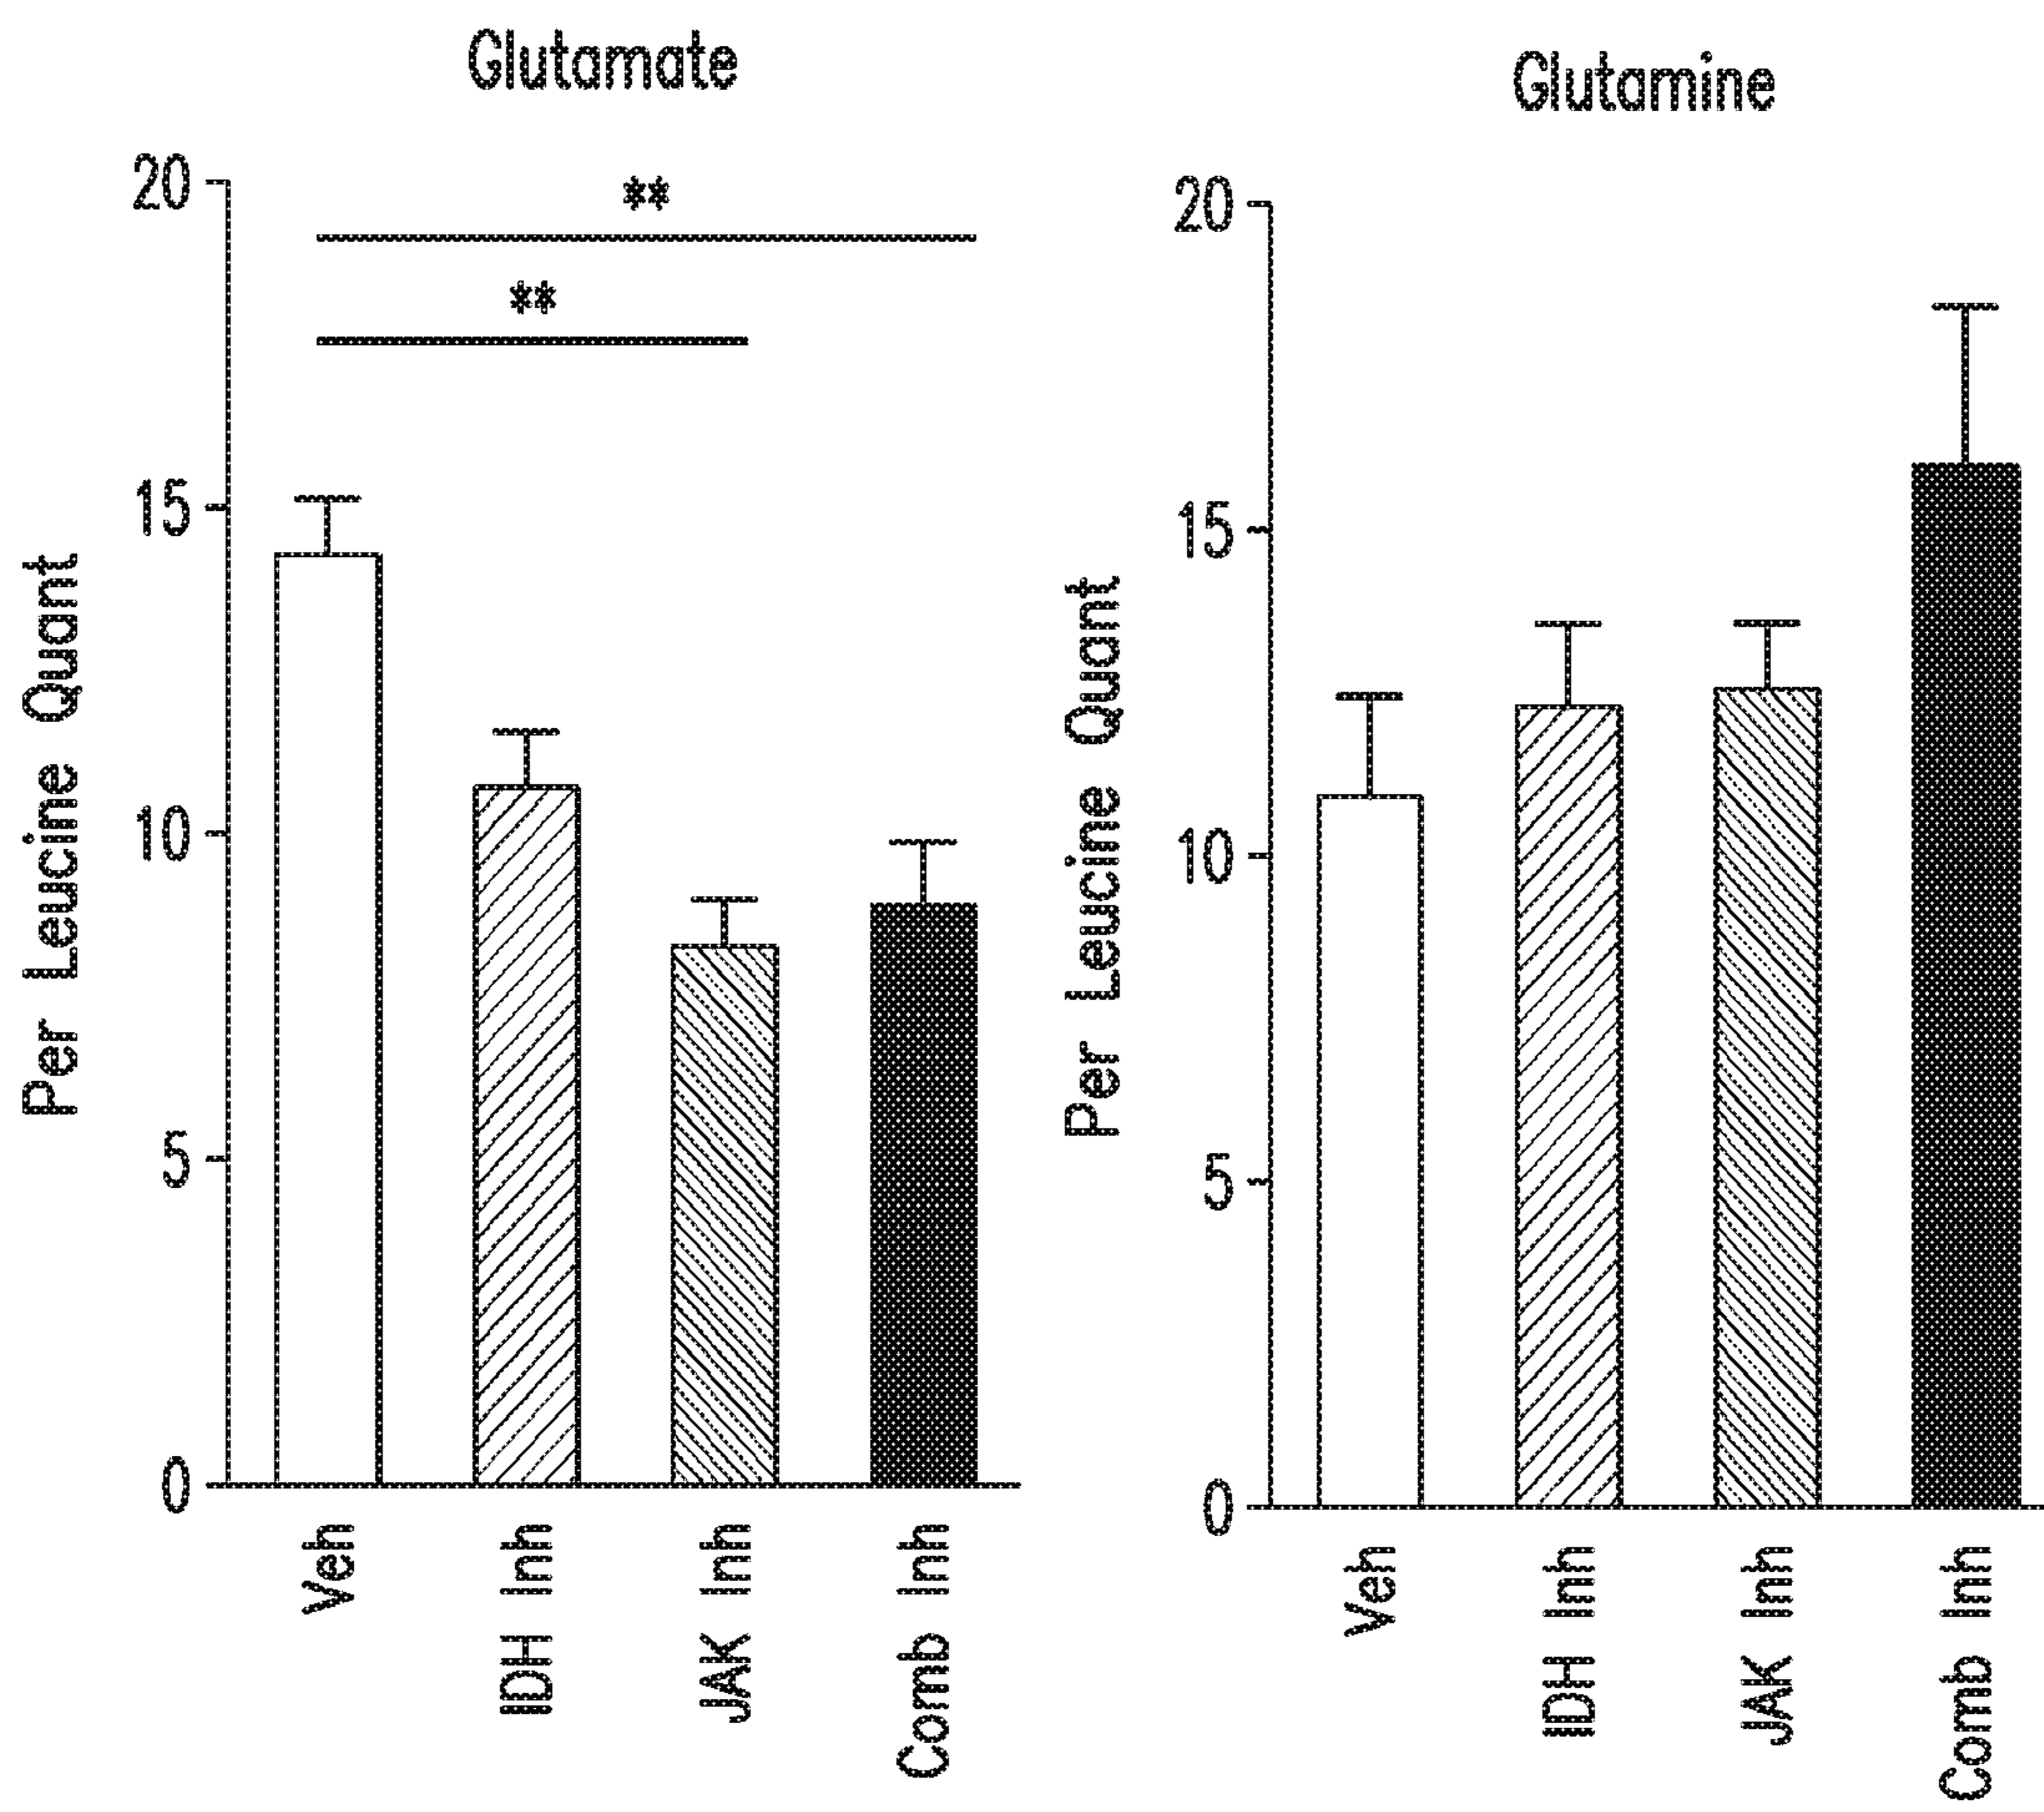 Glutamate
Per Leucine Quant
20
15
10
5
0
**
**
Veh
IDH Inh
JAK Inh
Comb Inh
Glutamine
Per Leucine Quant
20
15
10
5
0
Veh
IDH Inh
JAK Inh
Comb Inh